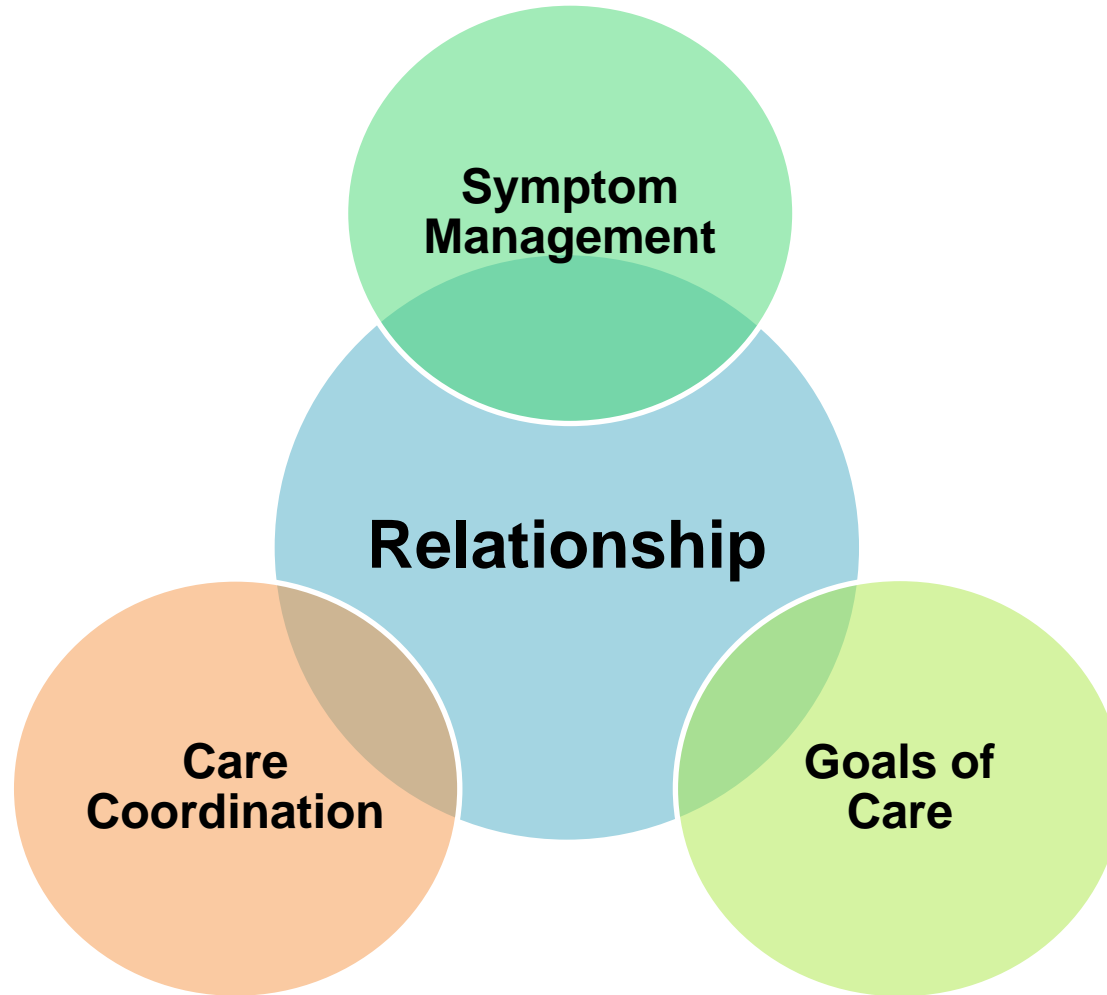 Symptom
Management
Relationship
Care
Coordination
Goals of
Care